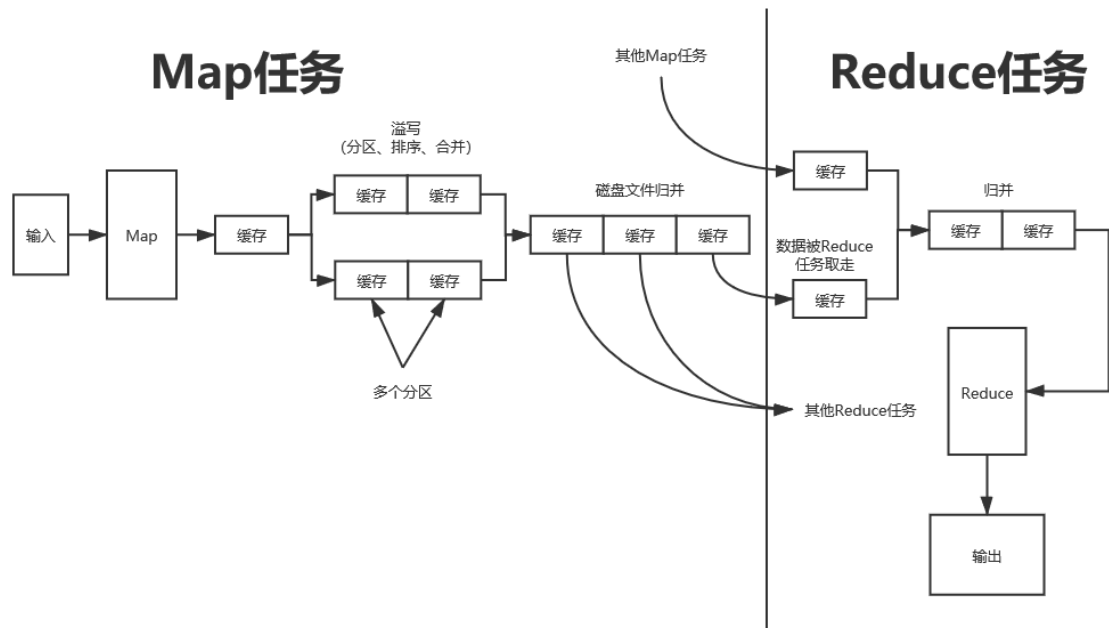 Map任务
其他Map任务
Reduce任务
溢写
（分区、排序、合并）
缓存
缓存
缓存
磁盘文件归并
归并
输入
Map
缓存
缓存
缓存
缓存
缓存
缓存
数据被Reduce
任务取走
缓存
缓存
缓存
多个分区
其他Reduce任务
Reduce
输出